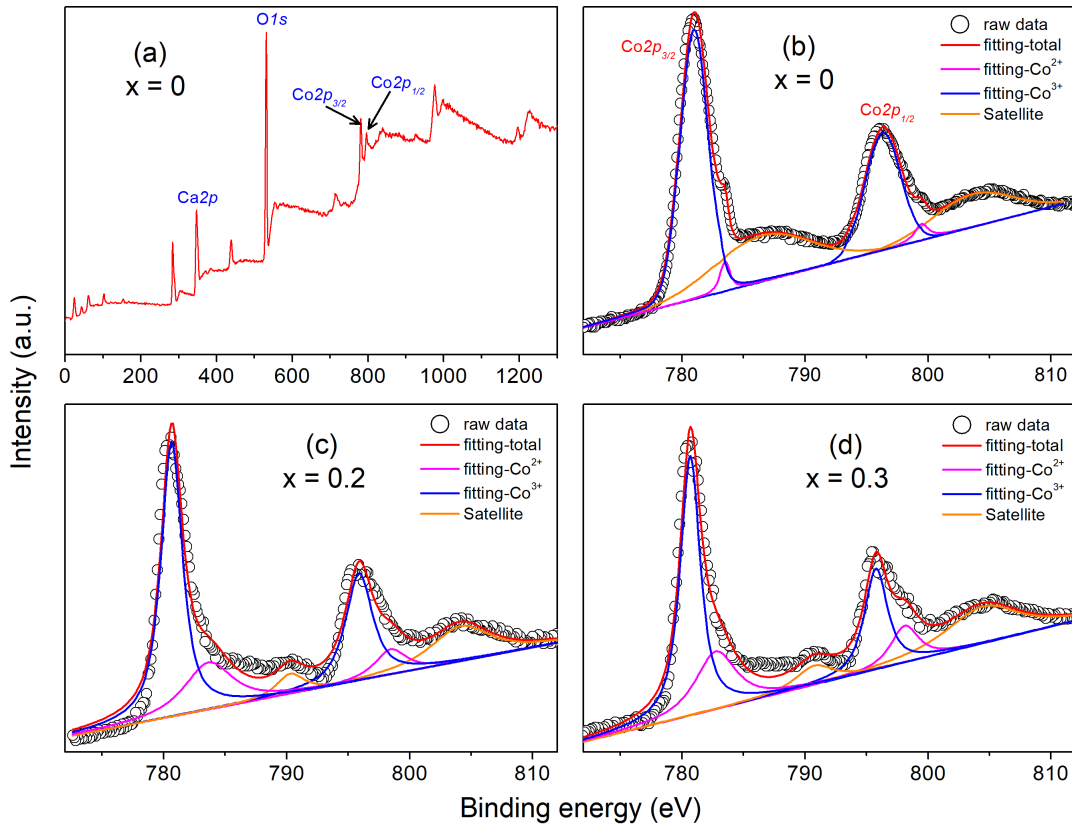 Intensity (a.u.)
(a)
x = 0
O1s
Ca2p
Co2p3/2
Co2p1/2
0 200 400 600 800 1000 1200
(b)
x = 0
Co2p3/2
Co2p1/2
raw data
fitting-total
fitting-Co2+
fitting-Co3+
Satellite
780 790 800 810
(c)
x = 0.2
raw data
fitting-total
fitting-Co2+
fitting-Co3+
Satellite
780 790 800 810
(d)
x = 0.3
raw data
fitting-total
fitting-Co2+
fitting-Co3+
Satellite
780 790 800 810
Binding energy (eV)